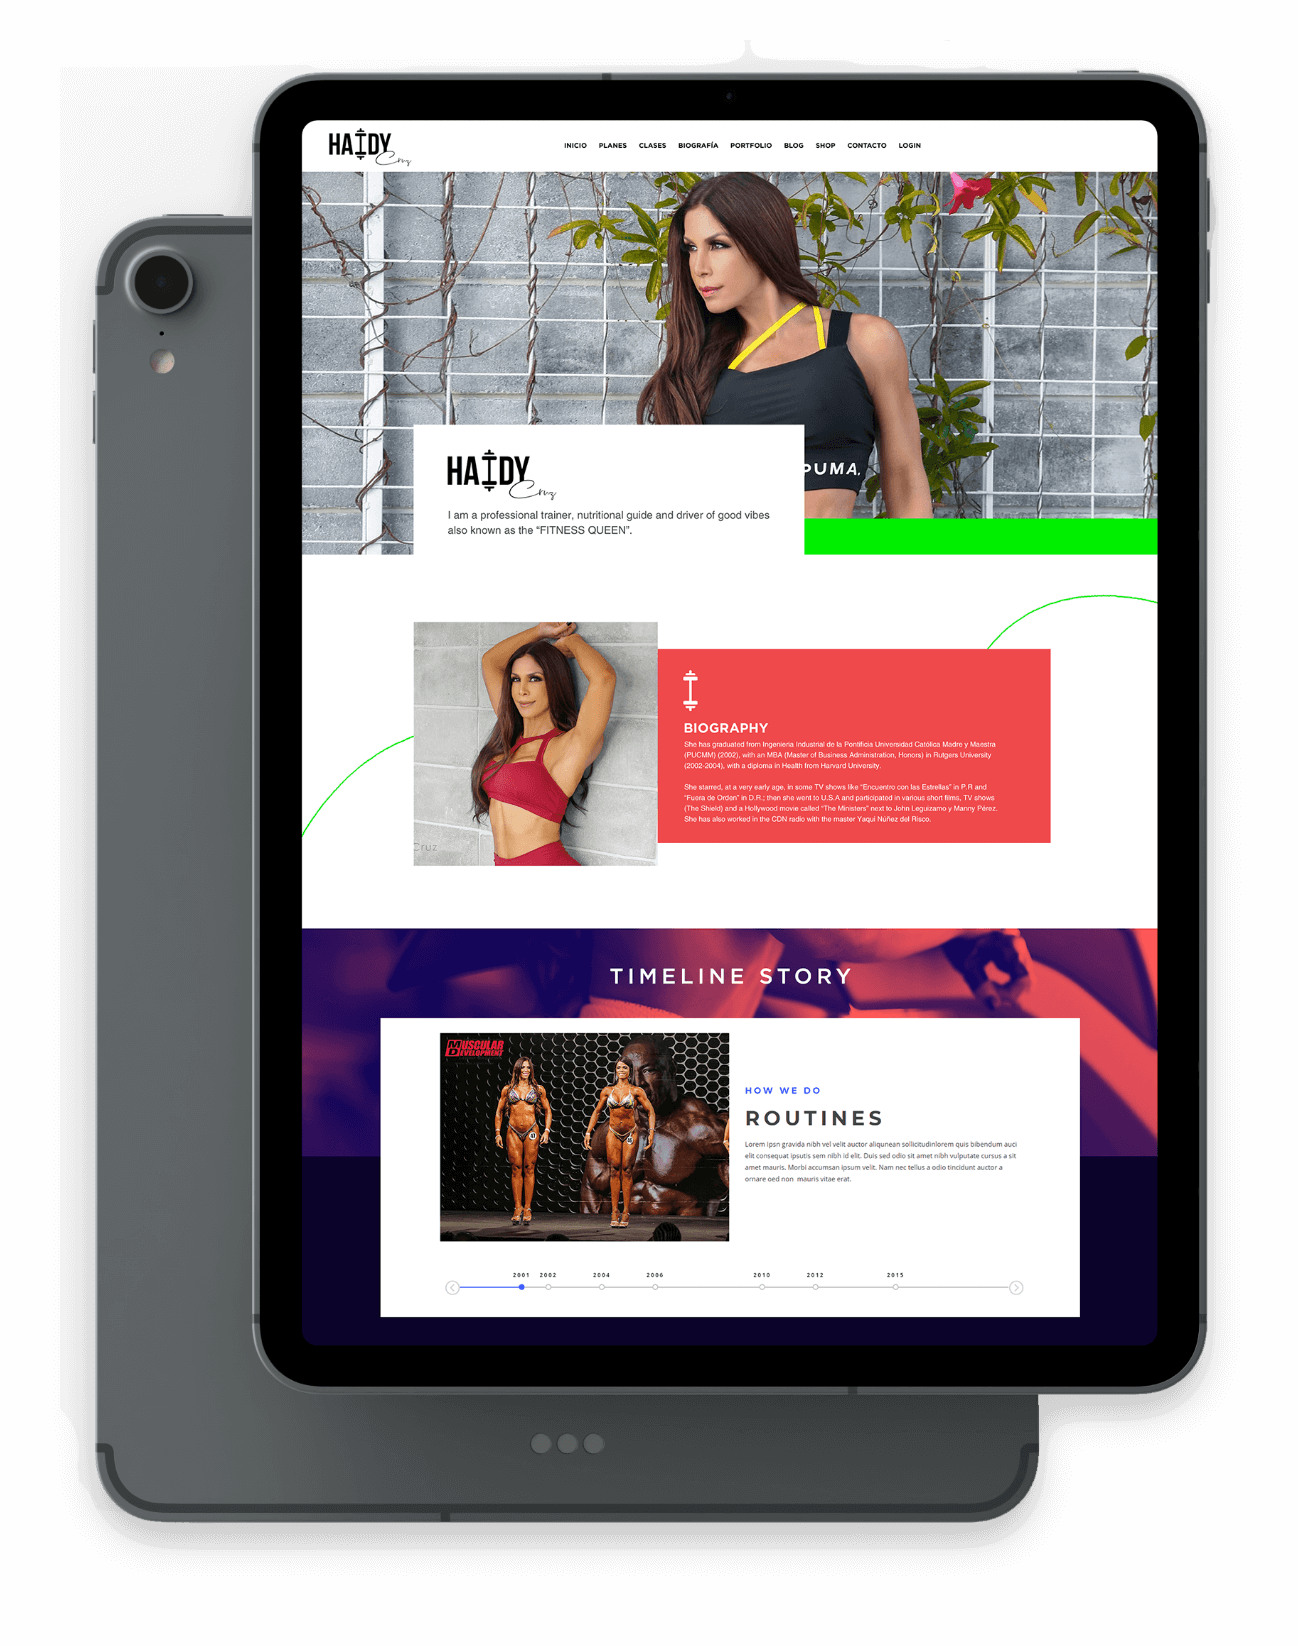 HAIDY
Cruz
INICIO PLANES CLASES BIOGRAFÍA PORTFOLIO BLOG SHOP CONTACTO LOGIN
PUMA.
HAIDY
Cruz
I am a professional trainer, nutritional guide and driver of good vibes
also known as the “FITNESS QUEEN”.
BIOGRAPHY
She has graduated from Ingeniena Industrial de la Pontificia Universidad Católica Madre y Maestra
(PUCMM) (2002), with an MBA (Master of Business Administration, Honors) in Rutgers University
(2002-2004), with a diploma in Health from Harvard University.
She starred, at a very early age, in some TV shows like “Encuentro con las Estrellas” in P.R and
“Fuera de Orden” in D.R.; then she went to U.S.A and participated in various short films, TV shows
(The Shield) and a Hollywood movie called “The Ministers” next to John Leguizamo y Manny Pérez.
She has also worked in the CDN radio with the master Yaqui Núñez del Risco.
Cruz
TIMELINE STORY
MUSCULAR
DEVELOPMENT
HOW WE DO
ROUTINES
Lorem Ipsn gravida nibh vel velit auctor aliqunean sollicitudinlorem quis bibendum auci
elit consequat ipsutis sem nibh id elit. Duis sed odio sit amet nibh vulputate cursus a sit
amet mauris. Morbi accumsan ipsum velit. Nam nec tellus a odio tincidunt auctor a
ornare oed non mauris vitae erat.
2001 2002 2004 2006 2010 2012 2015